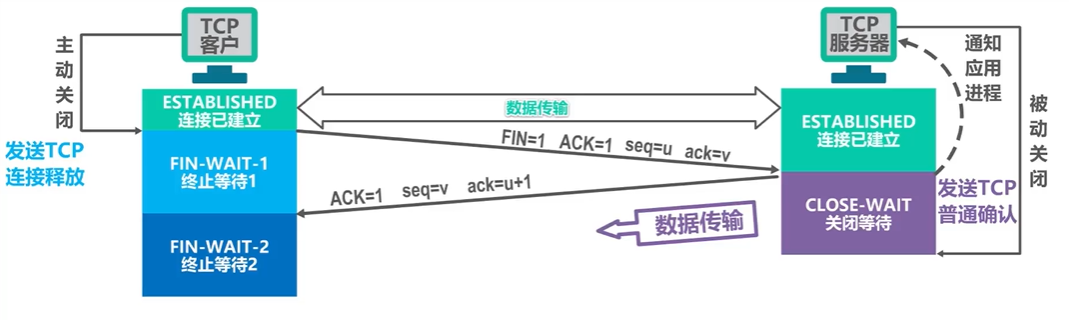 TCP
客户
TCP
服务器
主动关闭
通知
应用
进程
被动关闭
ESTABLISHED
连接已建立
数据传输
ESTABLISHED
连接已建立
发送TCP
连接释放
FIN-WAIT-1
终止等待1
FIN=1 ACK=1 seq=u ack=v
ACK=1 seq=v ack=u+1
CLOSE-WAIT
关闭等待
发送TCP
普通确认
数据传输
FIN-WAIT-2
终止等待2